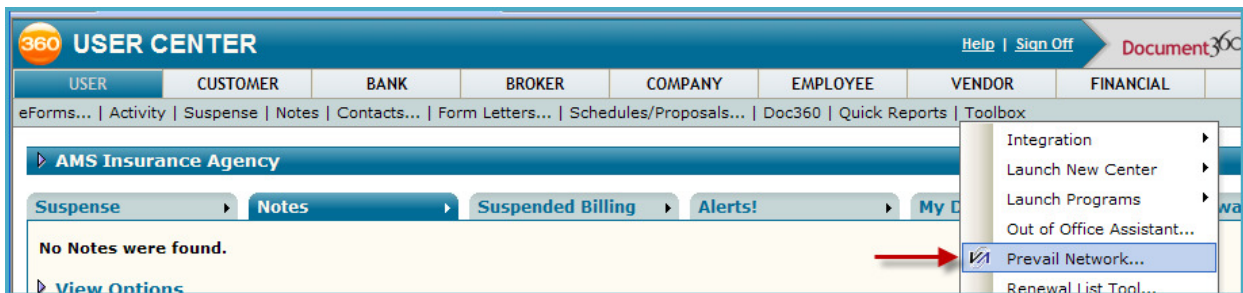 360 USER CENTER
Help | Sign Off
Document360
USER CUSTOMER BANK BROKER COMPANY EMPLOYEE VENDOR FINANCIAL
eForms... | Activity | Suspense | Notes | Contacts... | Form Letters... | Schedules/Proposals... | Doc360 | Quick Reports | Toolbox
AMS Insurance Agency
Suspense Notes Suspended Billing Alerts!
No Notes were found.
View Options
Integration
Launch New Center
Launch Programs
Out of Office Assistant...
Prevail Network...
Renewal List Tool...